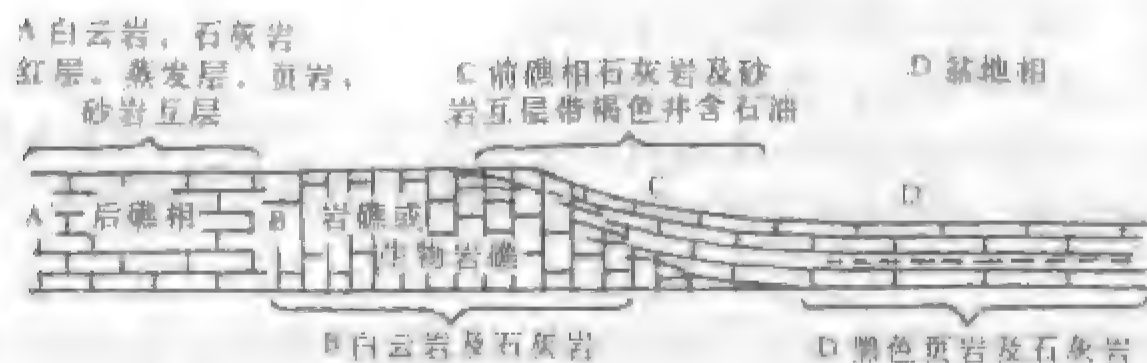 A 白云岩，石灰岩
红层、蒸发层、页岩，
砂岩互层
C 前礁相石灰岩及砂
岩互层带褐色并含石油
D 盆地相
A 后礁相
B 岩礁或
生物岩礁
C
D
B 白云岩及石灰岩
D 黑色页岩及石灰岩